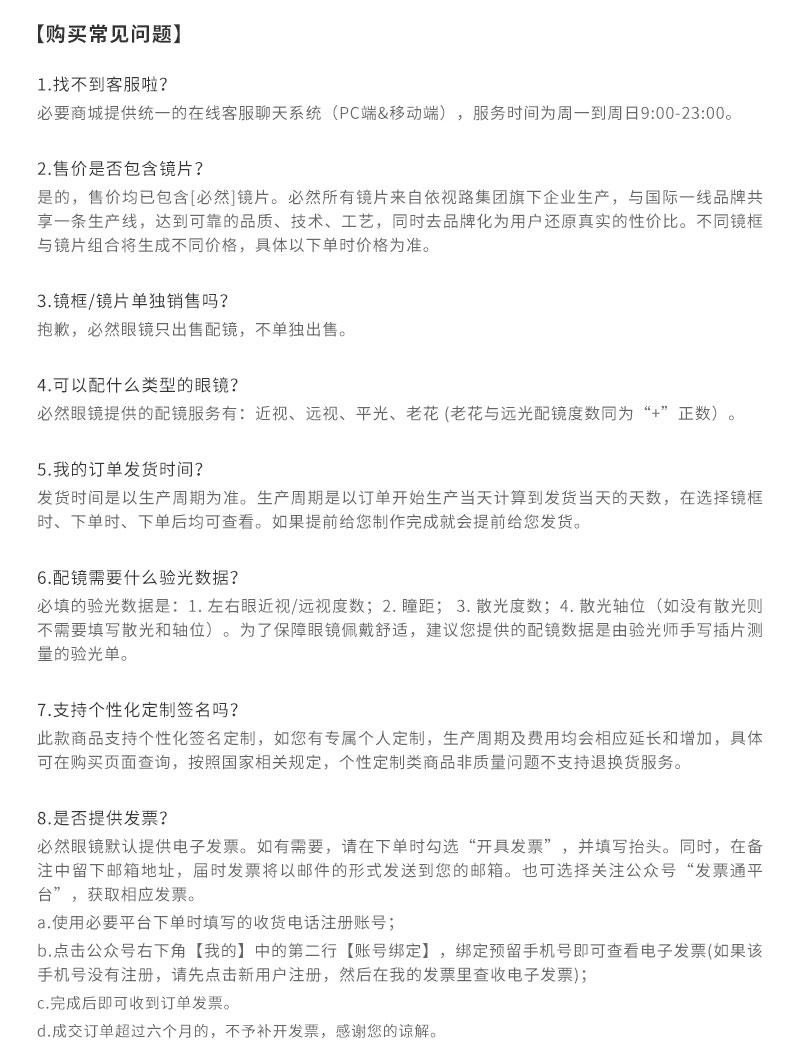 【购买常见问题】
1.找不到客服啦？
必要商城提供统一的在线客服聊天系统（PC端&移动端），服务时间为周一到周日9:00-23:00。
2.售价是否包含镜片？
是的，售价均已包含[必然]镜片。必然所有镜片来自依视路集团旗下企业生产，与国际一线品牌共
享一条生产线，达到可靠的品质、技术、工艺，同时去品牌化为用户还原真实的性价比。不同镜框
与镜片组合将生成不同价格，具体以下单时价格为准。
3.镜框/镜片单独销售吗？
抱歉，必然眼镜只出售配镜，不单独出售。
4.可以配什么类型的眼镜？
必然眼镜提供的配镜服务有：近视、远视、平光、老花 (老花与远光配镜度数同为“+”正数）。
5.我的订单发货时间？
发货时间是以生产周期为准。生产周期是以订单开始生产当天计算到发货当天的天数，在选择镜框
时、下单时、下单后均可查看。如果提前给您制作完成就会提前给您发货。
6.配镜需要什么验光数据？
必填的验光数据是：1. 左右眼近视/远视度数；2. 瞳距； 3. 散光度数；4. 散光轴位（如没有散光则
不需要填写散光和轴位）。为了保障眼镜佩戴舒适，建议您提供的配镜数据是由验光师手写插片测
量的验光单。
7.支持个性化定制签名吗？
此款商品支持个性化签名定制，如您有专属个人定制，生产周期及费用均会相应延长和增加，具体
可在购买页面查询，按照国家相关规定，个性定制类商品非质量问题不支持退换货服务。
8.是否提供发票？
必然眼镜默认提供电子发票。如有需要，请在下单时勾选“开具发票”，并填写抬头。同时，在备
注中留下邮箱地址，届时发票将以邮件的形式发送到您的邮箱。也可选择关注公众号“发票通平
台”，获取相应发票。
a.使用必要平台下单时填写的收货电话注册账号；
b.点击公众号右下角【我的】中的第二行【账号绑定】，绑定预留手机号即可查看电子发票(如果该
手机号没有注册，请先点击新用户注册，然后在我的发票里查收电子发票)；
c.完成后即可收到订单发票。
d.成交订单超过六个月的，不予补开发票，感谢您的谅解。